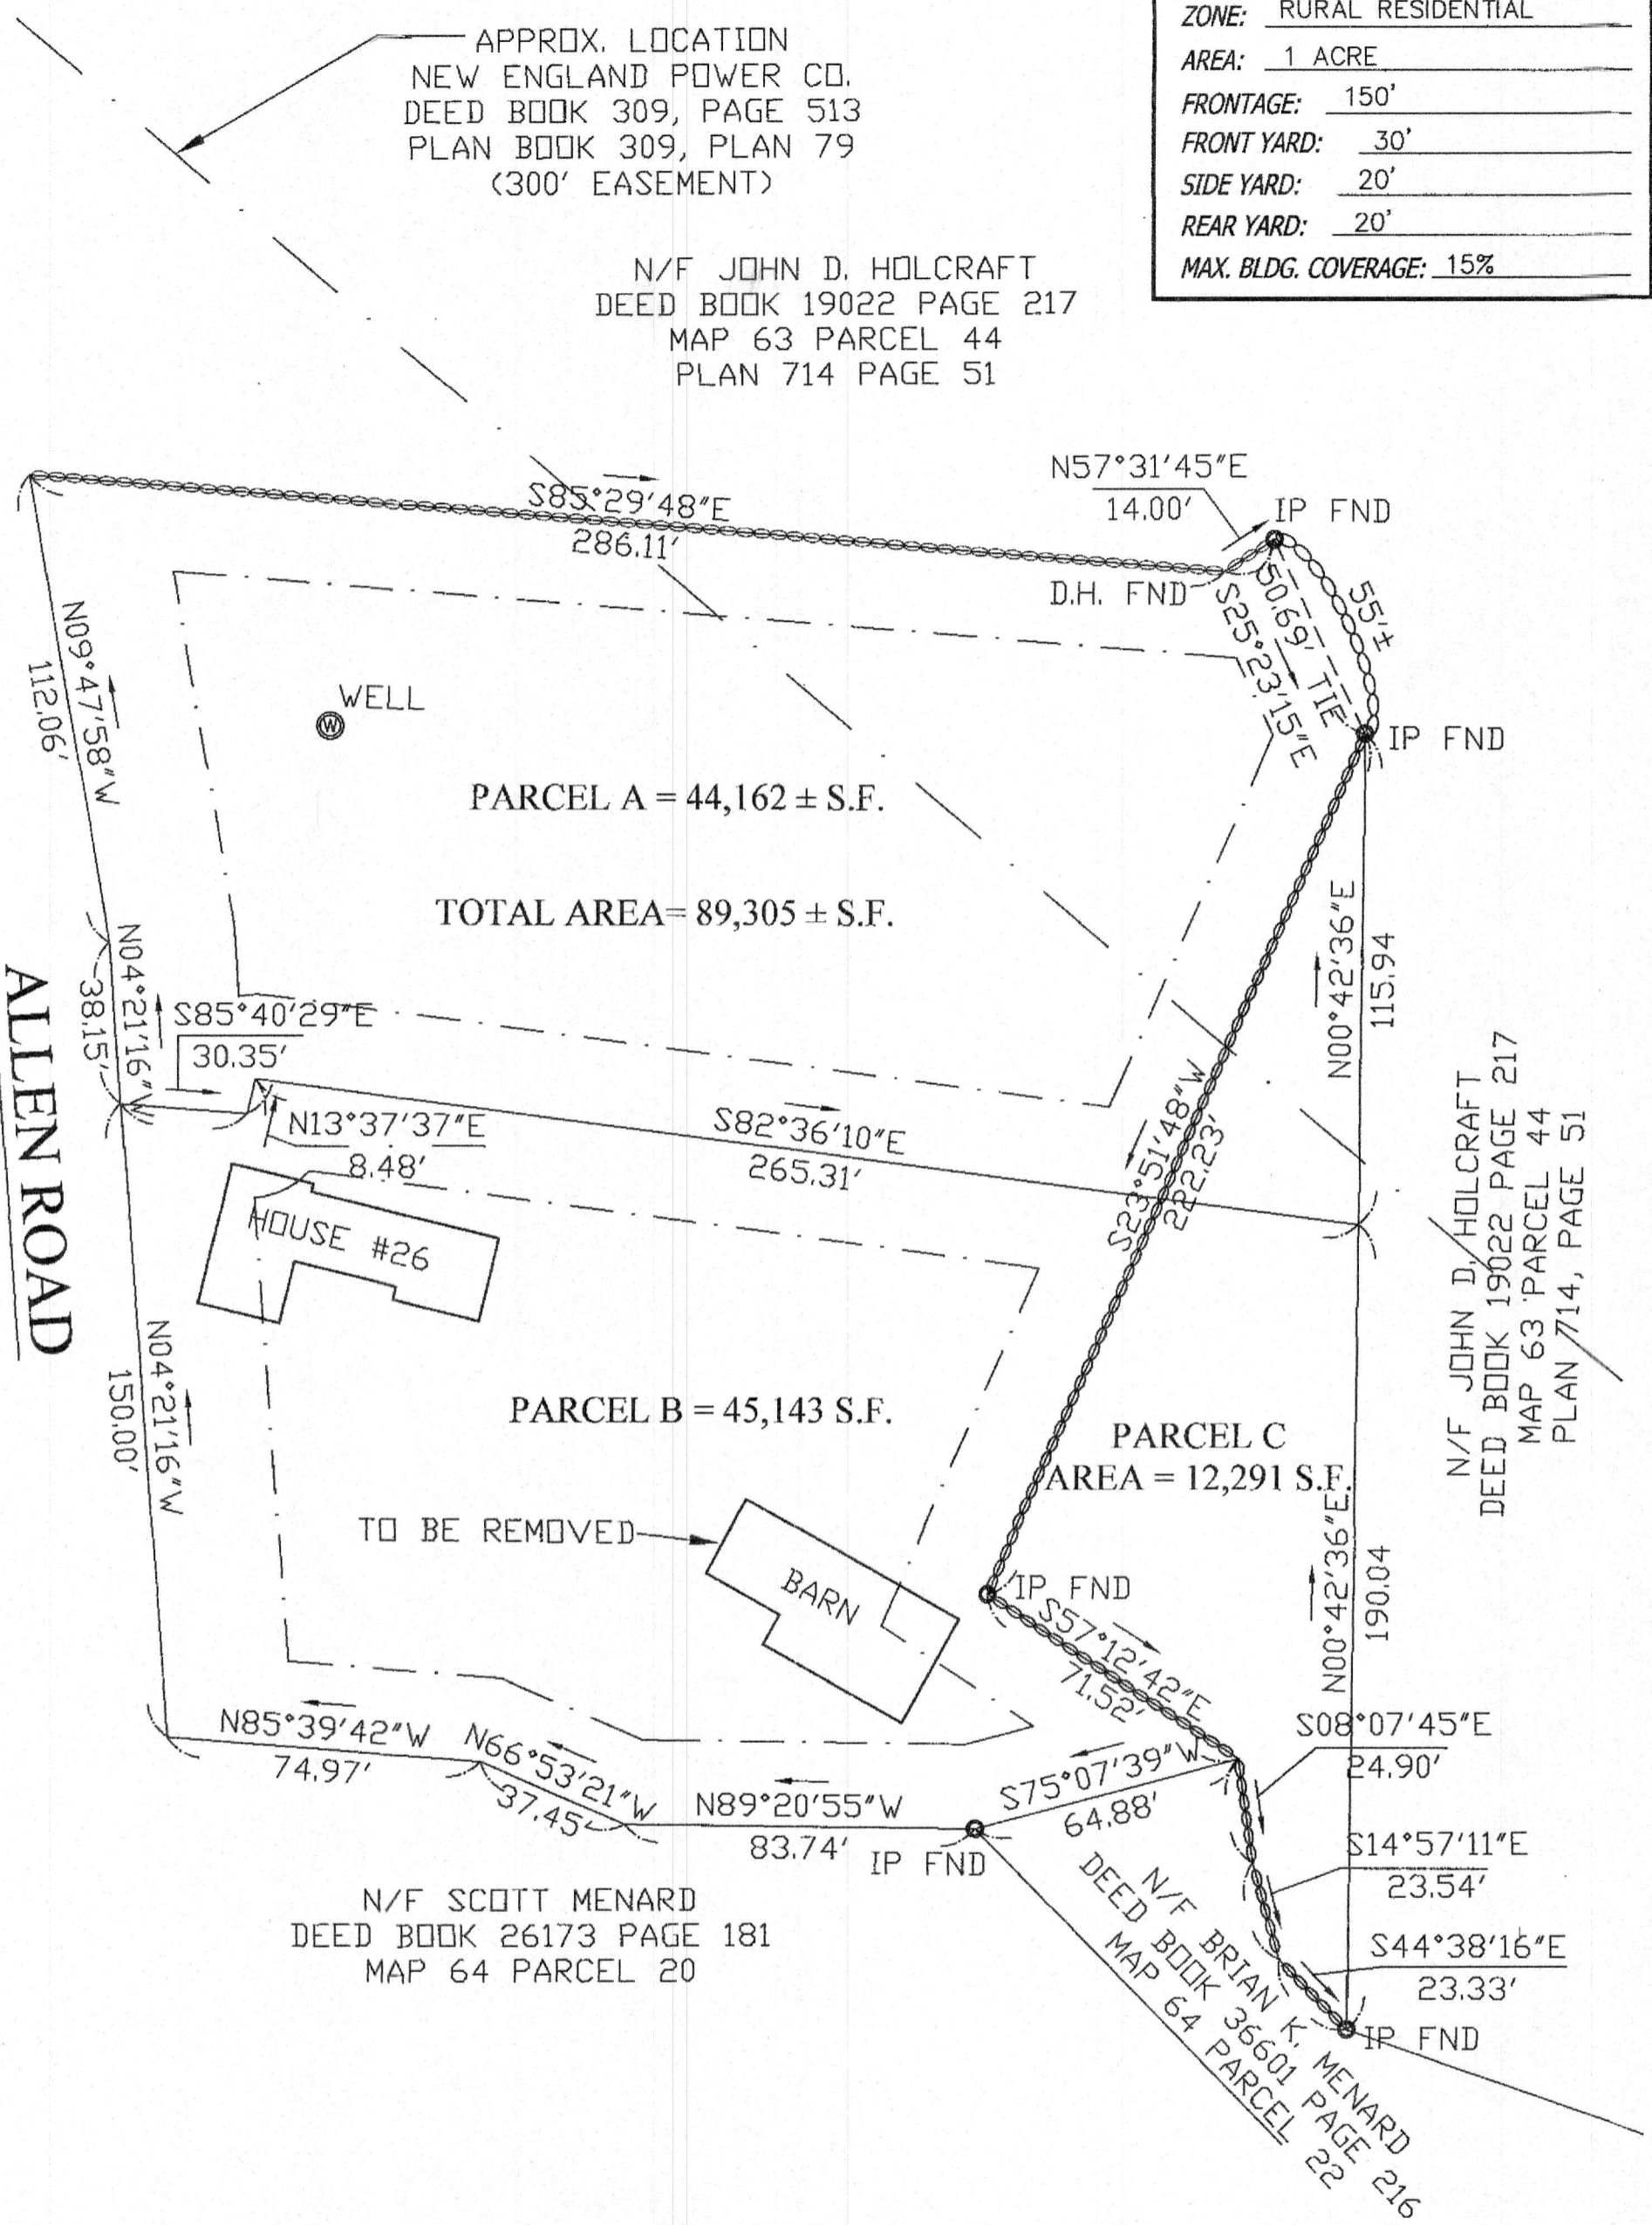 ZONE: RURAL RESIDENTIAL
AREA: 1 ACRE
FRONTAGE: 150'
FRONT YARD: 30'
SIDE YARD: 20'
REAR YARD: 20'
MAX. BLDG. COVERAGE: 15%
APPROX. LOCATION
NEW ENGLAND POWER CO.
DEED BOOK 309, PAGE 513
PLAN BOOK 309, PLAN 79
(300' EASEMENT)
N/F JOHN D. HOLCRAFT
DEED BOOK 19022 PAGE 217
MAP 63 PARCEL 44
PLAN 714 PAGE 51
N57°31'45"E
14.00'
IP FND
S85°29'48"E
286.11'
D.H. FND
55'±
50.69' TIE
S25°23'15"E
IP FND
N09°47'58"W
112.06'
WELL
W
PARCEL A = 44,162 ± S.F.
TOTAL AREA= 89,305 ± S.F.
N00°42'36"E
115.94
N04°21'16"W
38.15'
S85°40'29"E
30.35'
ALLEN ROAD
N13°37'37"E
8.48'
S82°36'10"E
265.31'
S23°51'48"W
222.23'
N/F JOHN D. HOLCRAFT
DEED BOOK 19022 PAGE 217
MAP 63 PARCEL 44
PLAN 714, PAGE 51
HOUSE #26
N04°21'16"W
150.00'
PARCEL B = 45,143 S.F.
PARCEL C
AREA = 12,291 S.F.
TO BE REMOVED
BARN
IP FND
N00°42'36"E
190.04
S57°12'42"E
71.52'
N85°39'42"W
74.97'
N66°53'21"W
37.45'
N89°20'55"W
83.74'
IP FND
S75°07'39"W
64.88'
S08°07'45"E
24.90'
S14°57'11"E
23.54'
S44°38'16"E
23.33'
IP FND
N/F SCOTT MENARD
DEED BOOK 26173 PAGE 181
MAP 64 PARCEL 20
N/F BRIAN K. MENARD
DEED BOOK 36601 PAGE 216
MAP 64 PARCEL 22